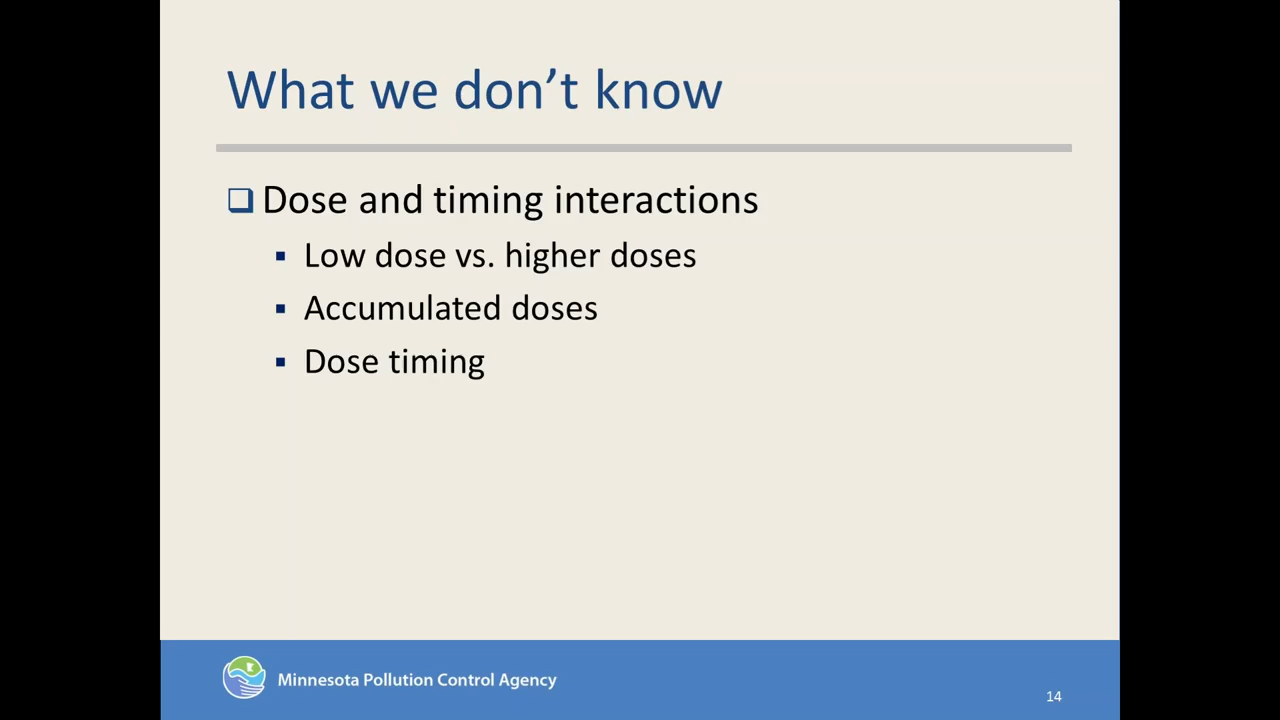 What we don’t know
Dose and timing interactions
Low dose vs. higher doses
Accumulated doses
Dose timing
Minnesota Pollution Control Agency
14